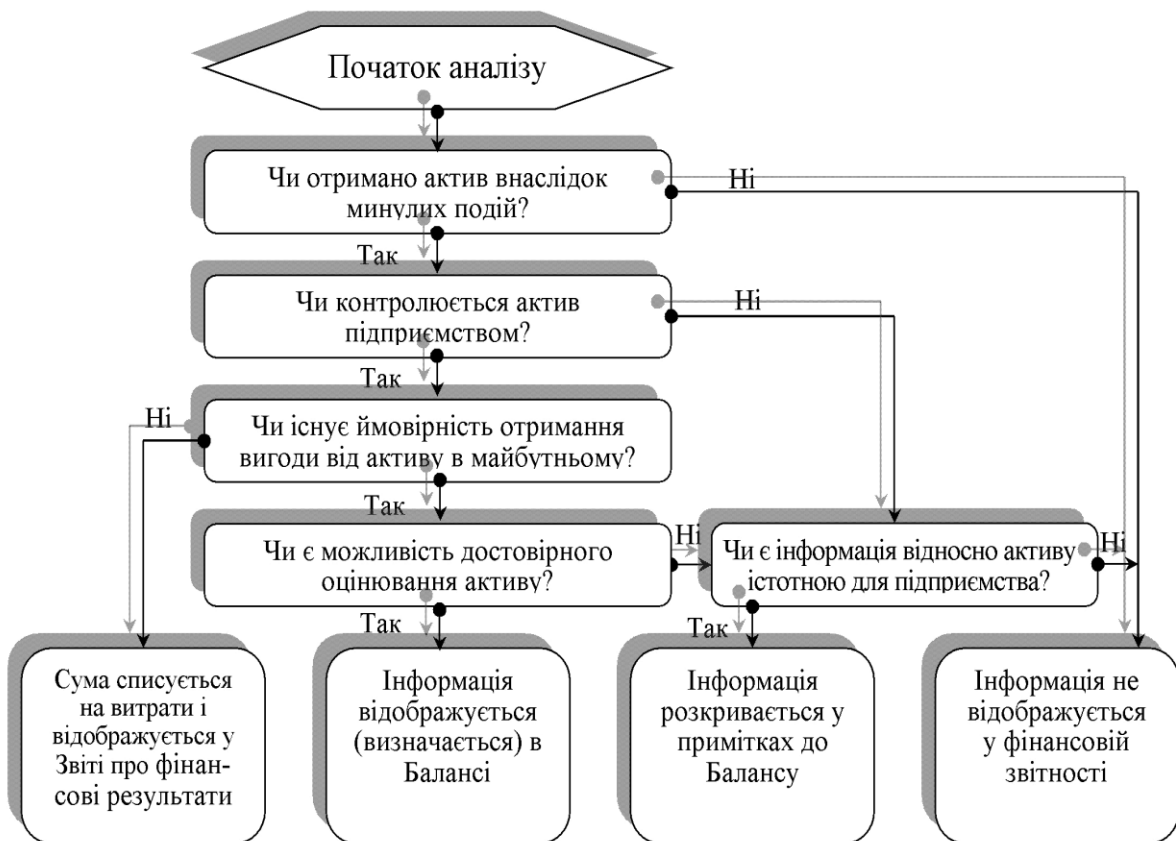 Початок аналізу
Чи отримано актив внаслідок
минулих подій?
Ні
Так
Чи контролюється актив
підприємством?
Ні
Так
Ні
Чи існує ймовірність отримання
вигоди від активу в майбутньому?
Так
Чи є можливість достовірного
оцінювання активу?
Ні
Чи є інформація відносно активу
істотною для підприємства?
Ні
Так
Так
Сума списується
на витрати і
відображується у
Звіті про фінан-
сові результати
Інформація
відображується
(визначається) в
Балансі
Інформація
розкривається у
примітках до
Балансу
Інформація не
відображується
у фінансовій
звітності